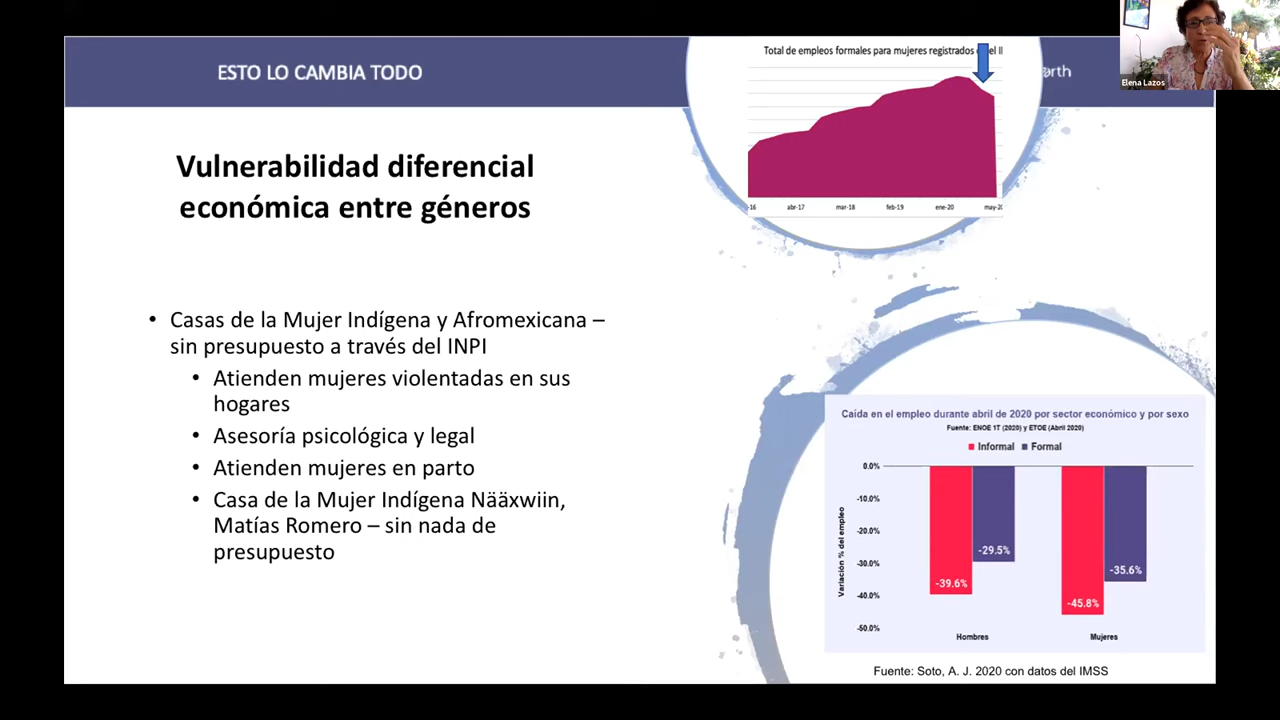 ESTO LO CAMBIA TODO
Total de empleos formales para mujeres registrados el
Elena Lazos
Vulnerabilidad diferencial
económica entre géneros
-16 abr-17 mar-18 feb-19 ene-20
• Casas de la Mujer Indígena y Afromexicana –
sin presupuesto a través del INPI
• Atienden mujeres violentadas en sus
hogares
• Asesoría psicológica y legal
• Atienden mujeres en parto
• Casa de la Mujer Indígena Nääxwiin,
Matías Romero – sin nada de
presupuesto
Caída en el empleo durante abril de 2020 por sector económico y por sexo
Fuente: ENOE 1T (2020) y ETOE (Abril 2020)
Informal Formal
Variación % del empleo
0.0%
-10.0%
-20.0%
-30.0%
-40.0%
-50.0%
-39.6%
-29.5%
-45.8%
-35.6%
Hombres Mujeres
Fuente: Soto, A. J. 2020 con datos del IMSS